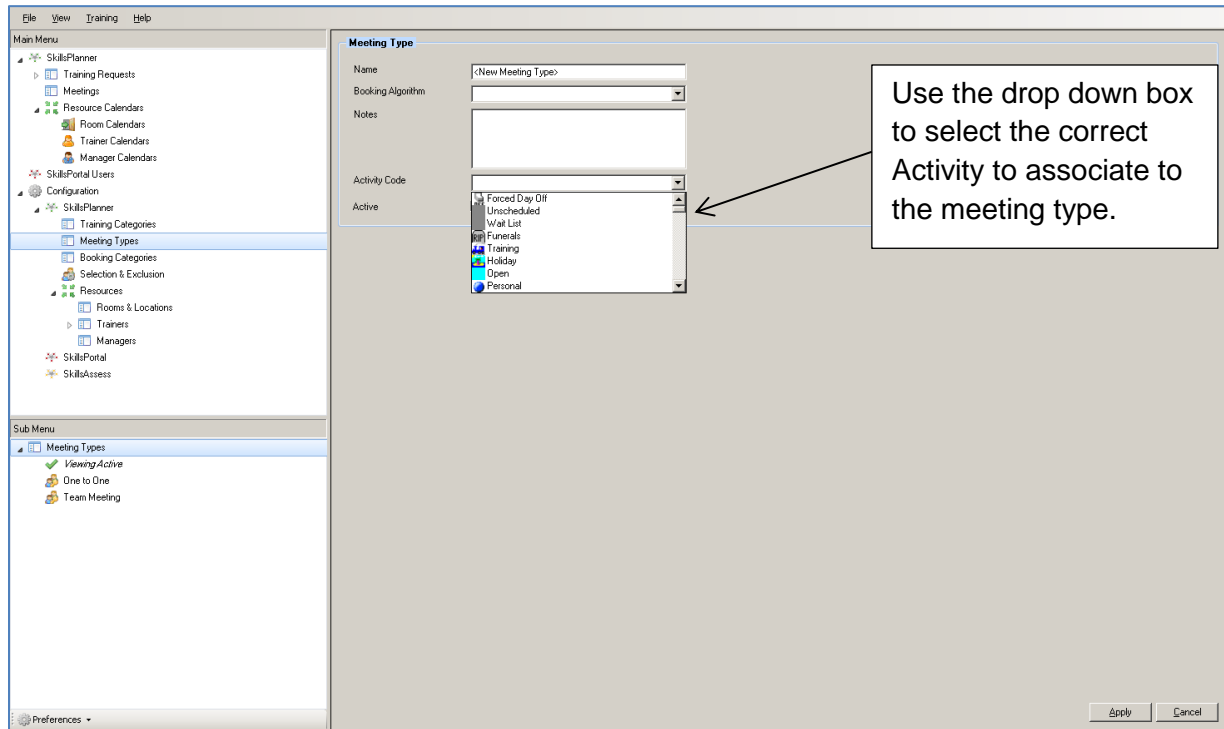 File View Training Help
Main Menu
SkillsPlanner
Training Requests
Meetings
Resource Calendars
Room Calendars
Trainer Calendars
Manager Calendars
SkillsPortal Users
Configuration
SkillsPlanner
Training Categories
Meeting Types
Booking Categories
Selection & Exclusion
Resources
Rooms & Locations
Trainers
Managers
SkillsPortal
SkillsAssess
Sub Menu
Meeting Types
Viewing Active
One to One
Team Meeting
Preferences
Meeting Type
Name <New Meeting Type>
Booking Algorithm
Notes
Activity Code
Active
Forced Day Off
Unscheduled
Wait List
RIP Funerals
Training
Holiday
Open
Personal
Use the drop down box
to select the correct
Activity to associate to
the meeting type.
Apply Cancel